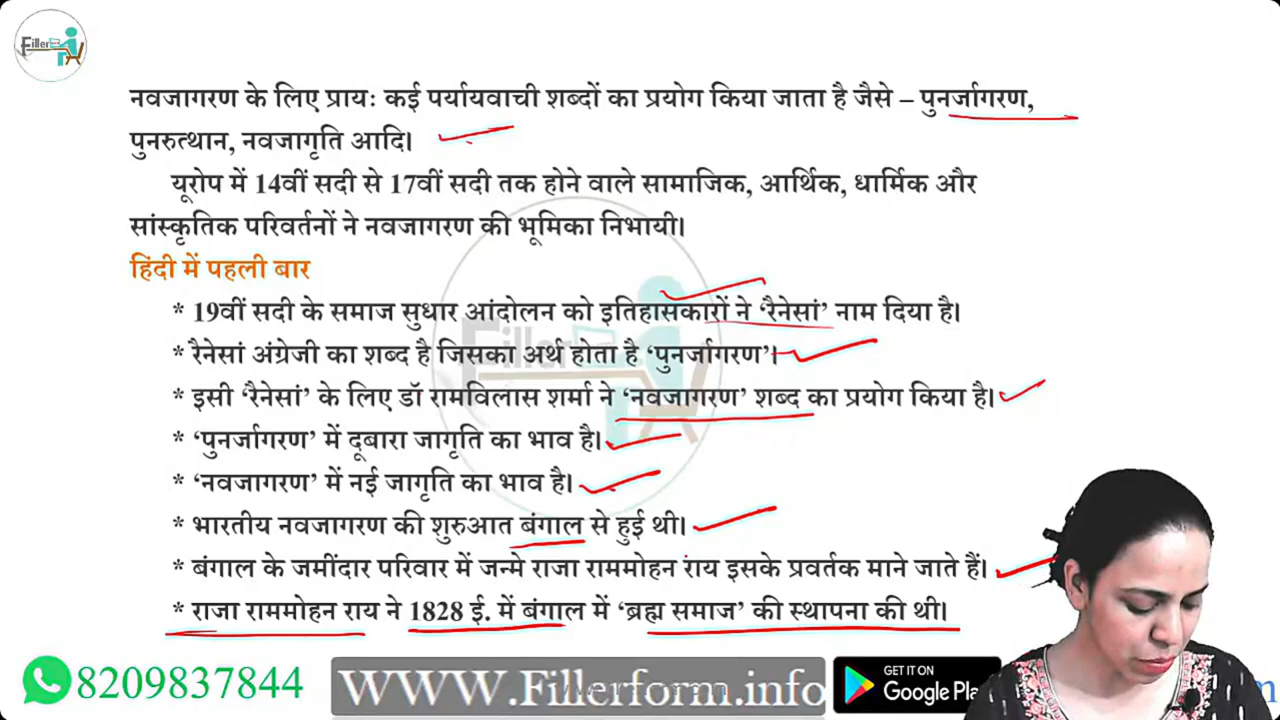 Fillerform
नवजागरण के लिए प्रायः कई पर्यायवाची शब्दों का प्रयोग किया जाता है जैसे – पुनर्जागरण,
पुनरुत्थान, नवजागृति आदि।
यूरोप में 14वीं सदी से 17वीं सदी तक होने वाले सामाजिक, आर्थिक, धार्मिक और
सांस्कृतिक परिवर्तनों ने नवजागरण की भूमिका निभायी।
हिंदी में पहली बार
* 19वीं सदी के समाज सुधार आंदोलन को इतिहासकारों ने ‘रैनेसां’ नाम दिया है।
* रैनेसां अंग्रेजी का शब्द है जिसका अर्थ होता है ‘पुनर्जागरण’।
* इसी ‘रैनेसां’ के लिए डॉ रामविलास शर्मा ने ‘नवजागरण’ शब्द का प्रयोग किया है।
* ‘पुनर्जागरण’ में दूबारा जागृति का भाव है।
* ‘नवजागरण’ में नई जागृति का भाव है।
* भारतीय नवजागरण की शुरुआत बंगाल से हुई थी।
* बंगाल के जमींदार परिवार में जन्मे राजा राममोहन राय इसके प्रवर्तक माने जाते हैं।
* राजा राममोहन राय ने 1828 ई. में बंगाल में ‘ब्रह्म समाज’ की स्थापना की थी।
8209837844
WWW.Fillerform.info
GET IT ON
Google Pla